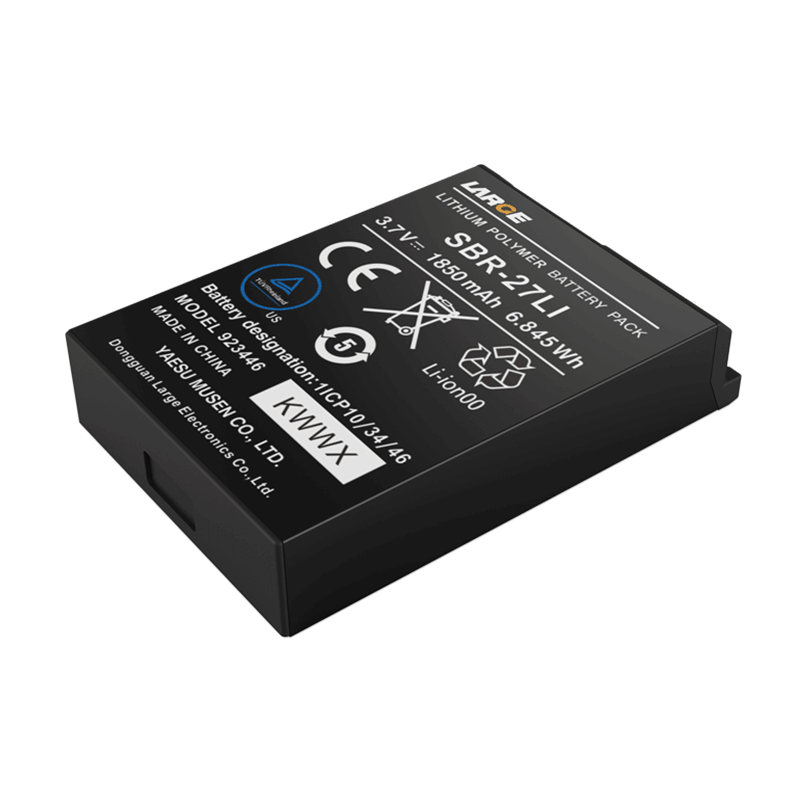 LARGE
LITHIUM POLYMER BATTERY PACK
SBR-27LI
3.7V⎓ 1850mAh 6.845Wh
CE
Li-ion00
TÜVRheinland
US
5
Battery designation:1ICP10/34/46
MODEL 923446
MADE IN CHINA
KWWX
YAESU MUSEN CO., LTD.
Dongguan Large Electronics Co., Ltd.